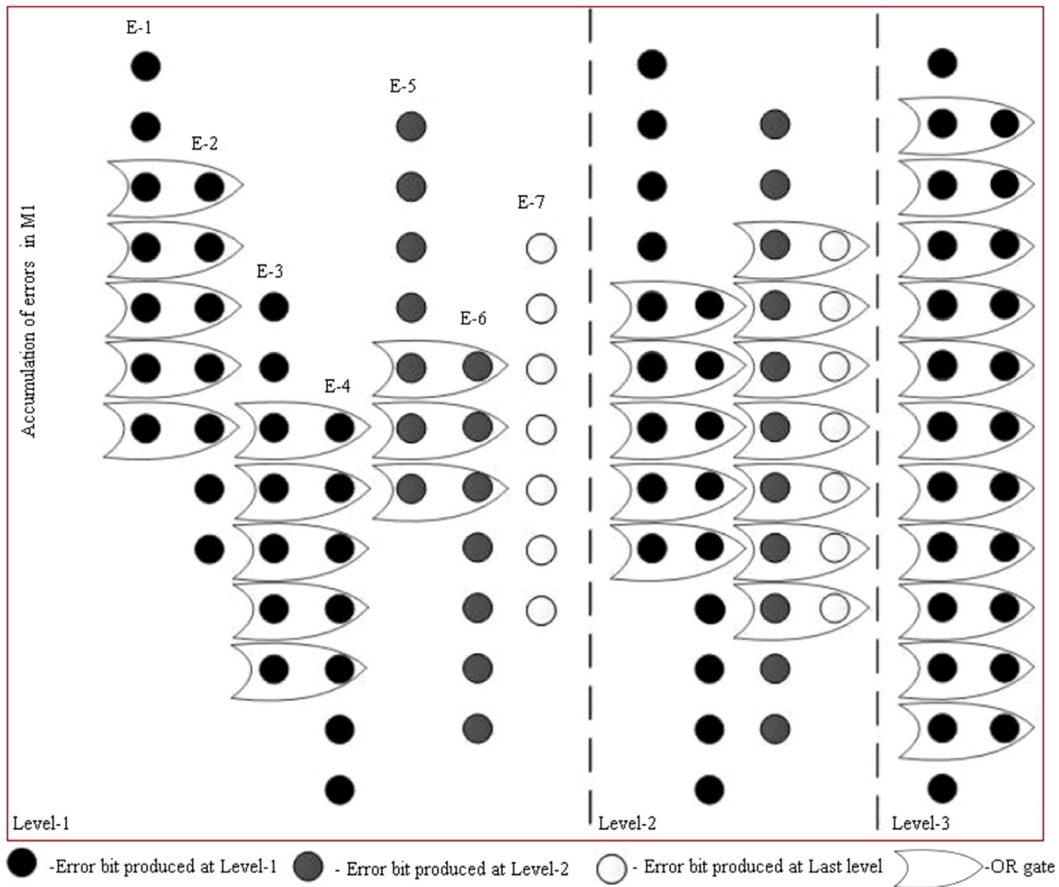 E-1
E-5
E-2
E-7
E-3
E-6
E-4
Accumulation of errors in M1
Level-1
Level-2
Level-3
-Error bit produced at Level-1
- Error bit produced at Level-2
- Error bit produced at Last level
-OR gate